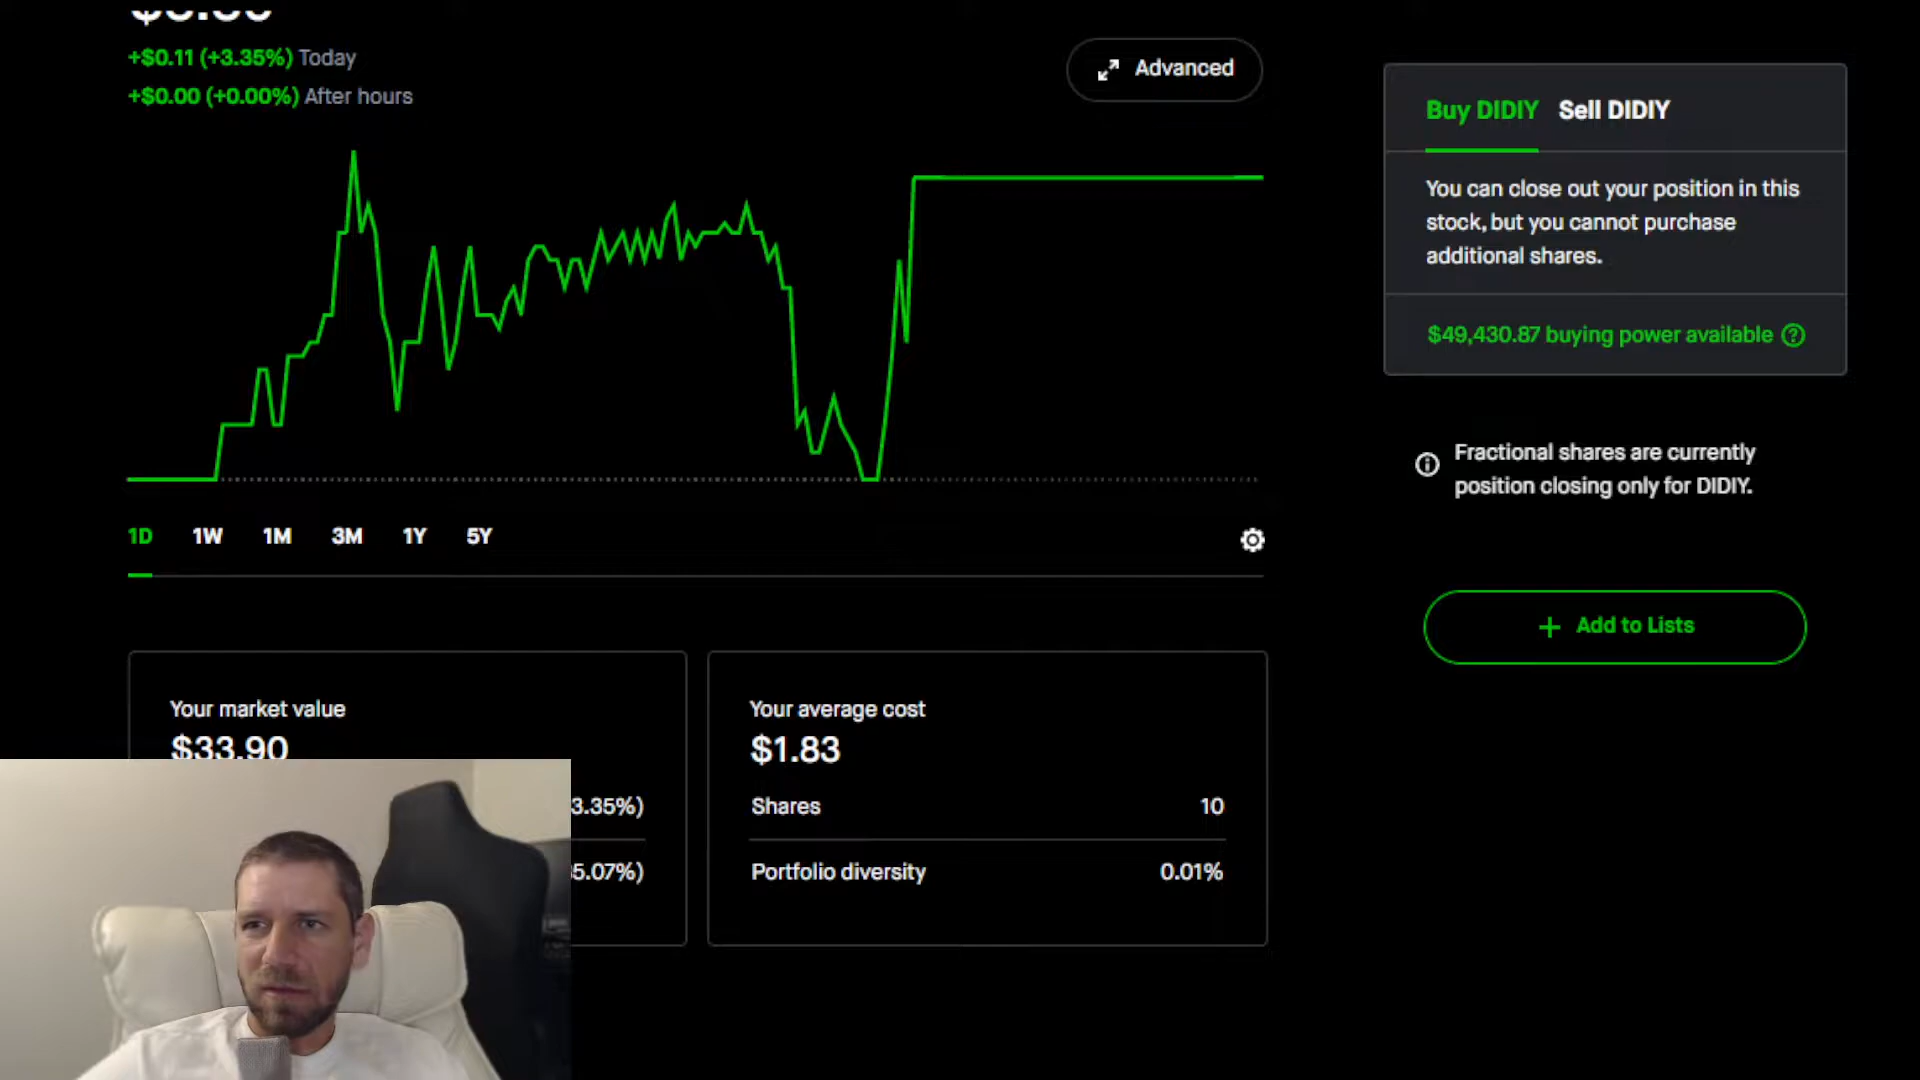 +$0.11 (+3.35%) Today
+$0.00 (+0.00%) After hours
Advanced
1D 1W 1M 3M 1Y 5Y
Your market value
$33.90
3.35%)
5.07%)
Your average cost
$1.83
Shares 10
Portfolio diversity 0.01%
Buy DIDIY Sell DIDIY
You can close out your position in this
stock, but you cannot purchase
additional shares.
$49,430.87 buying power available
Fractional shares are currently
position closing only for DIDIY.
+ Add to Lists